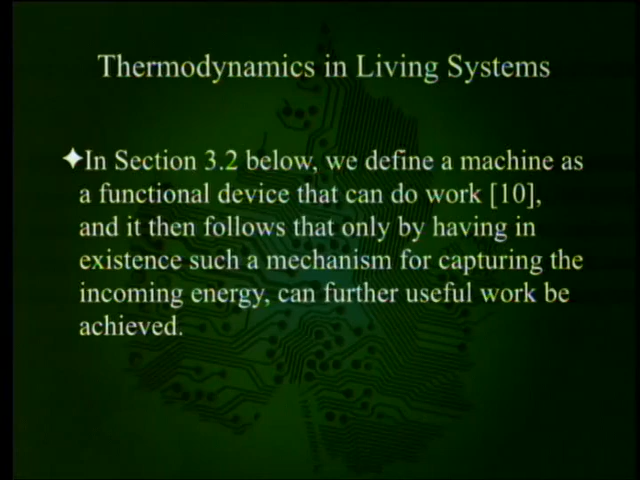 Thermodynamics in Living Systems
In Section 3.2 below, we define a machine as
a functional device that can do work [10],
and it then follows that only by having in
existence such a mechanism for capturing the
incoming energy, can further useful work be
achieved.